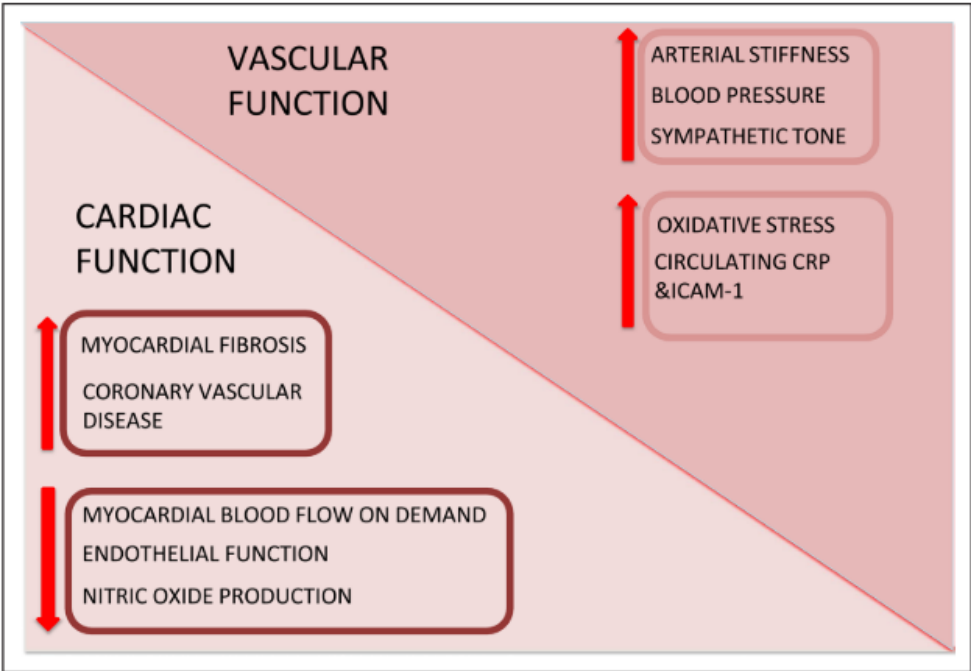 VASCULAR
FUNCTION
ARTERIAL STIFFNESS
BLOOD PRESSURE
SYMPATHETIC TONE
OXIDATIVE STRESS
CIRCULATING CRP
&ICAM-1
CARDIAC
FUNCTION
MYOCARDIAL FIBROSIS
CORONARY VASCULAR
DISEASE
MYOCARDIAL BLOOD FLOW ON DEMAND
ENDOTHELIAL FUNCTION
NITRIC OXIDE PRODUCTION